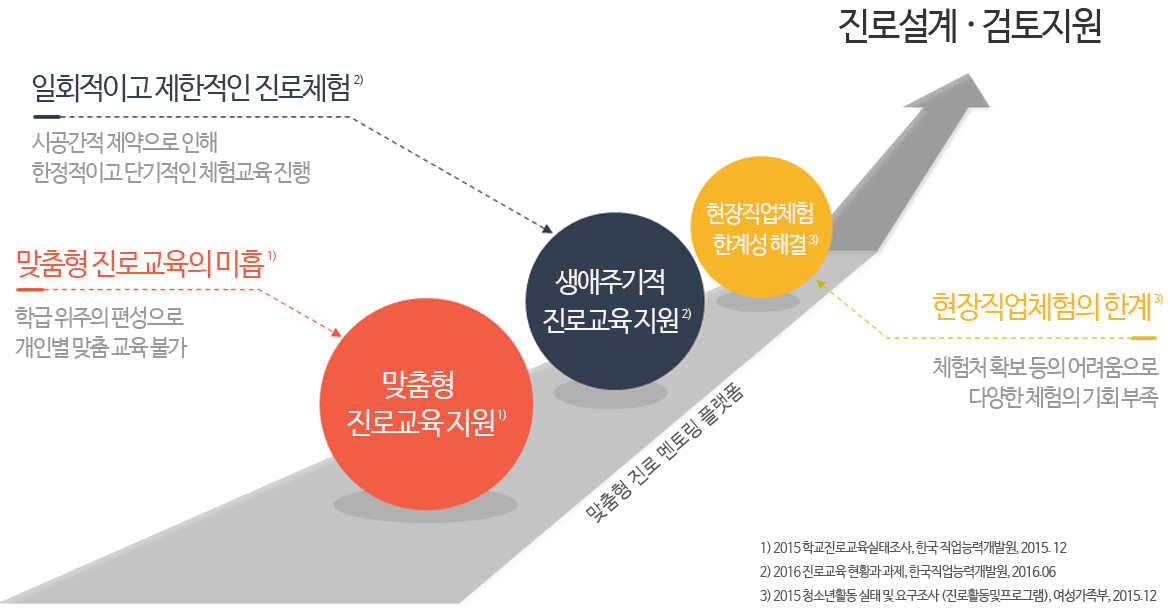 진로설계 · 검토지원
일회적이고 제한적인 진로체험 2)
시공간적 제약으로 인해
한정적이고 단기적인 체험교육 진행
맞춤형 진로교육의 미흡 1)
학급 위주의 편성으로
개인별 맞춤 교육 불가
맞춤형
진로교육 지원 1)
생애주기적
진로교육 지원 2)
현장직업체험
한계성 해결 3)
현장직업체험의 한계 3)
체험처 확보 등의 어려움으로
다양한 체험의 기회 부족
맞춤형 진로 멘토링 플랫폼
1) 2015 학교진로교육실태조사, 한국 직업능력개발원, 2015. 12
2) 2016 진로교육 현황과 과제, 한국직업능력개발원, 2016.06
3) 2015 청소년활동 실태 및 요구조사 (진로활동및프로그램), 여성가족부, 2015.12